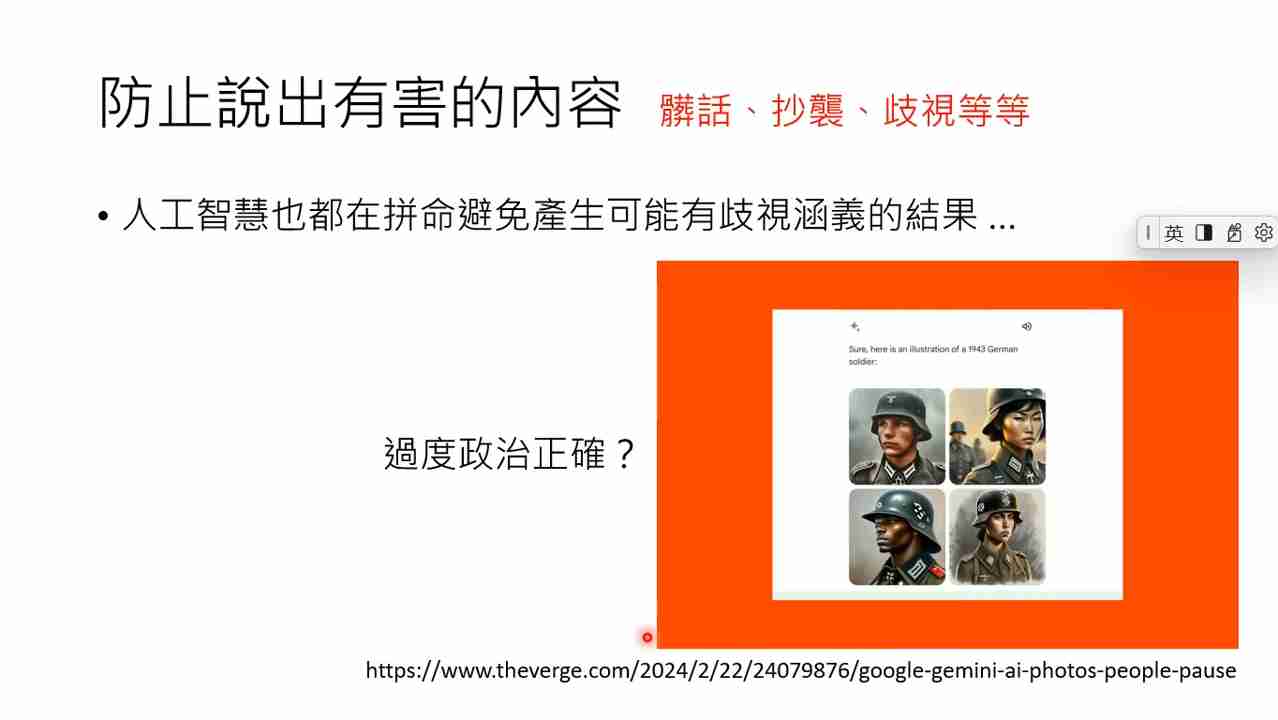 防止說出有害的內容 髒話、抄襲、歧視等等
• 人工智慧也都在拼命避免產生可能有歧視涵義的結果 ...
英
Sure, here is an illustration of a 1943 German
soldier:
過度政治正確？
https://www.theverge.com/2024/2/22/24079876/google-gemini-ai-photos-people-pause